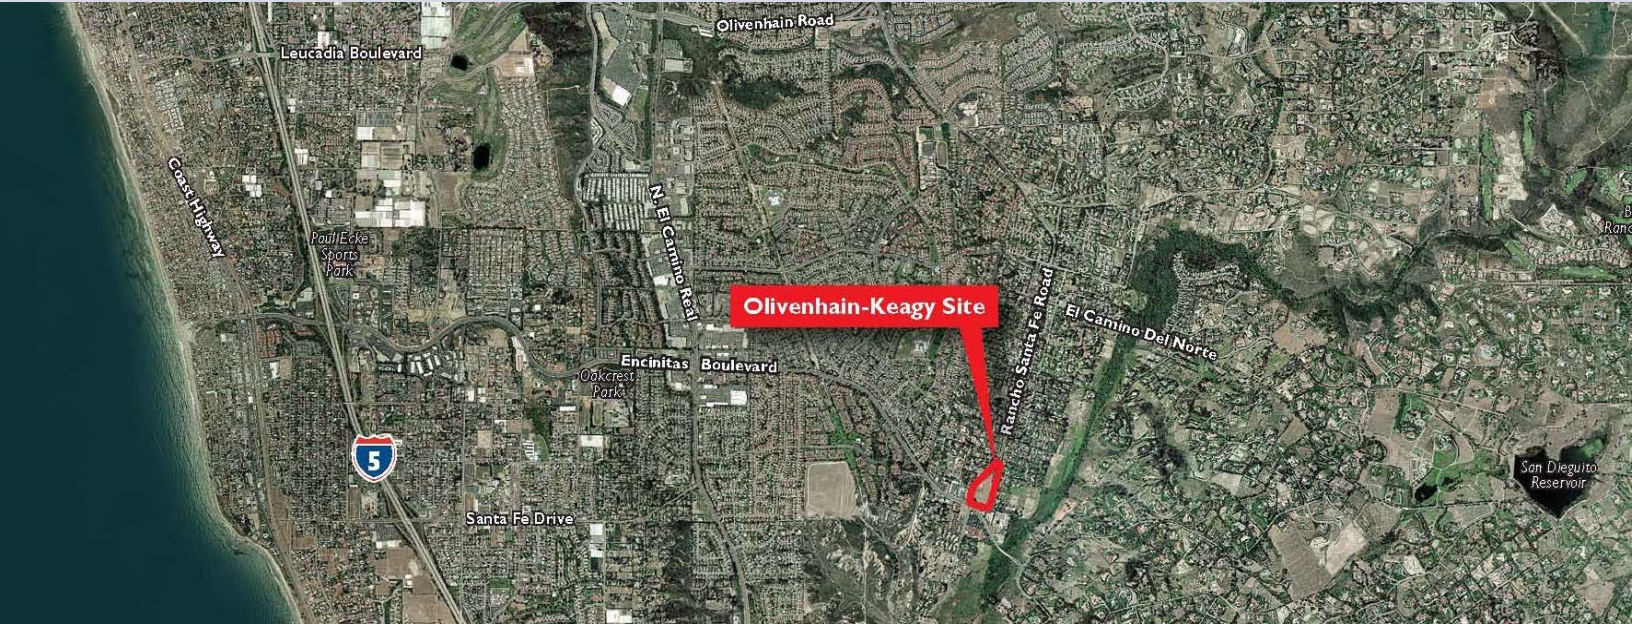 Olivenhain Road
Leucadia Boulevard
Coast Highway
N. El Camino Real
Paul Ecke
Sports
Park
Olivenhain-Keagy Site
Rancho Santa Fe Road
El Camino Del Norte
Encinitas Boulevard
Oakcrest
Park
5
San Dieguito
Reservoir
Santa Fe Drive